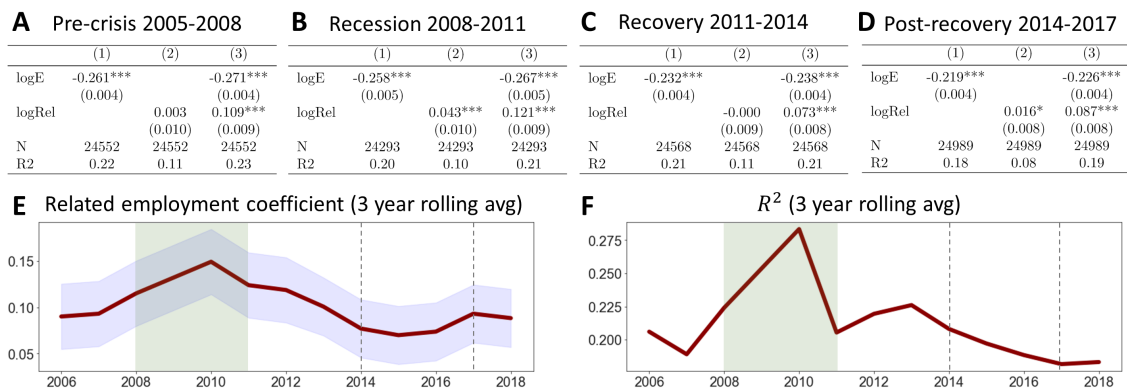 A Pre-crisis 2005-2008
(1) (2) (3)
logE -0.261*** -0.271***
(0.004) (0.004)
logRel 0.003 0.109***
(0.010) (0.009)
N 24552 24552 24552
R2 0.22 0.11 0.23
B Recession 2008-2011
(1) (2) (3)
logE -0.258*** -0.267***
(0.005) (0.005)
logRel 0.043*** 0.121***
(0.010) (0.009)
N 24293 24293 24293
R2 0.20 0.10 0.21
C Recovery 2011-2014
(1) (2) (3)
logE -0.232*** -0.238***
(0.004) (0.004)
logRel -0.000 0.073***
(0.009) (0.008)
N 24568 24568 24568
R2 0.21 0.11 0.21
D Post-recovery 2014-2017
(1) (2) (3)
logE -0.219*** -0.226***
(0.004) (0.004)
logRel 0.016* 0.087***
(0.008) (0.008)
N 24989 24989 24989
R2 0.18 0.08 0.19
E Related employment coefficient (3 year rolling avg)
0.15
0.10
0.05
2006 2008 2010 2012 2014 2016 2018
F R² (3 year rolling avg)
0.275
0.250
0.225
0.200
2006 2008 2010 2012 2014 2016 2018